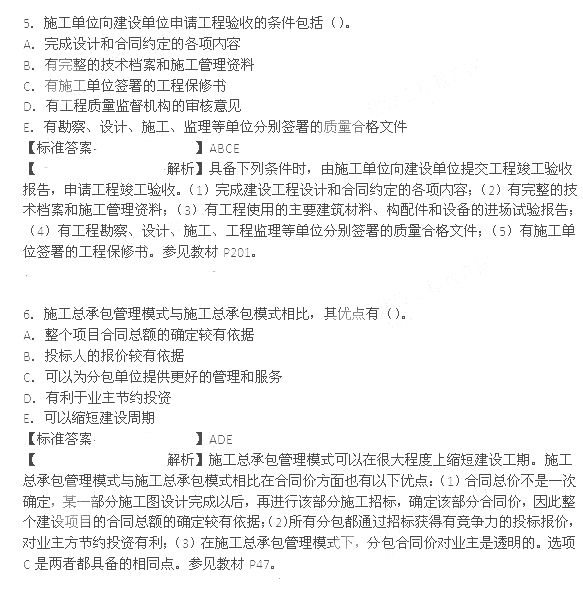 5. 施工单位向建设单位申请工程验收的条件包括（）。
A. 完成设计和合同约定的各项内容
B. 有完整的技术档案和施工管理资料
C. 有施工单位签署的工程保修书
D. 有工程质量监督机构的审核意见
E. 有勘察、设计、施工、监理等单位分别签署的质量合格文件
【标准答案 】ABCE
【 解析】具备下列条件时，由施工单位向建设单位提交工程竣工验收
报告，申请工程竣工验收。（1）完成建设工程设计和合同约定的各项内容；（2）有完整的技
术档案和施工管理资料；（3）有工程使用的主要建筑材料、构配件和设备的进场试验报告；
（4）有工程勘察、设计、施工、工程监理等单位分别签署的质量合格文件；（5）有施工单
位签署的工程保修书。参见教材 P201。
6. 施工总承包管理模式与施工总承包模式相比，其优点有（）。
A. 整个项目合同总额的确定较有依据
B. 投标人的报价较有依据
C. 可以为分包单位提供更好的管理和服务
D. 有利于业主节约投资
E. 可以缩短建设周期
【标准答案 】ADE
【 解析】施工总承包管理模式可以在很大程度上缩短建设工期。施工
总承包管理模式与施工总承包模式相比在合同价方面也有以下优点：（1）合同总价不是一次
确定，某一部分施工图设计完成以后，再进行该部分施工招标，确定该部分合同价，因此整
个建设项目的合同总额的确定较有依据；（2）所有分包都通过招标获得有竞争力的投标报价，
对业主方节约投资有利；（3）在施工总承包管理模式下，分包合同价对业主是透明的。选项
C 是两者都具备的相同点。参见教材 P47。